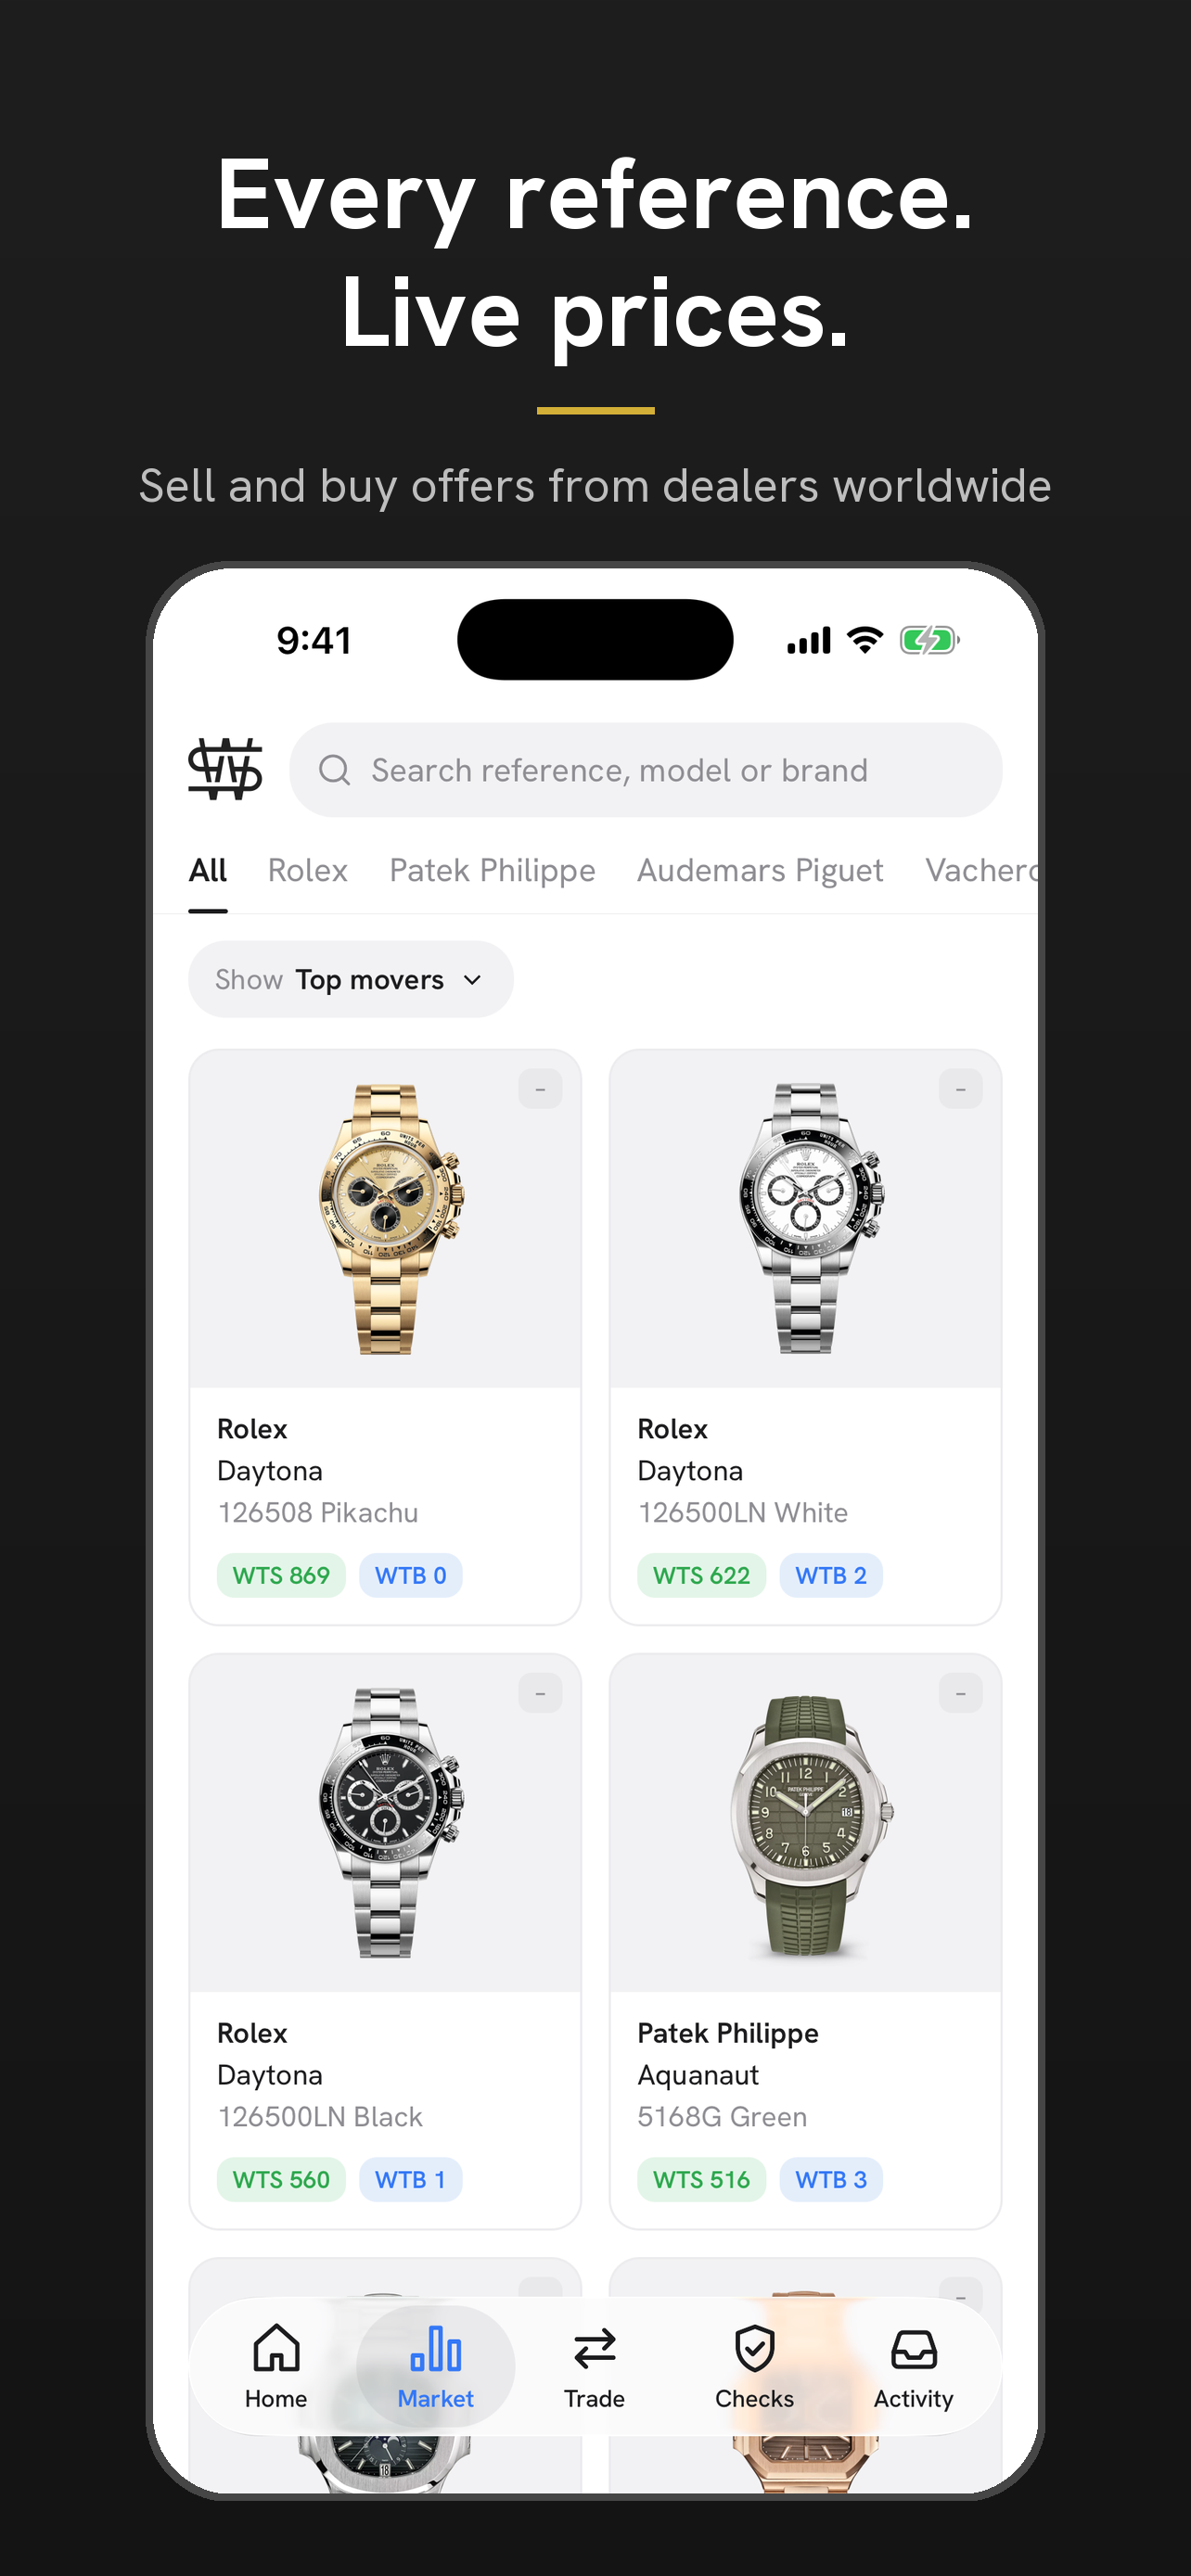 Every reference.
Live prices.
Sell and buy offers from dealers worldwide
9:41
Search reference, model or brand
All Rolex Patek Philippe Audemars Piguet Vachero
Show Top movers
Rolex
Daytona
126508 Pikachu
WTS 869 WTB 0
Rolex
Daytona
126500LN White
WTS 622 WTB 2
Rolex
Daytona
126500LN Black
WTS 560 WTB 1
PATEK PHILIPPE
Patek Philippe
Aquanaut
5168G Green
WTS 516 WTB 3
Home Market Trade Checks Activity